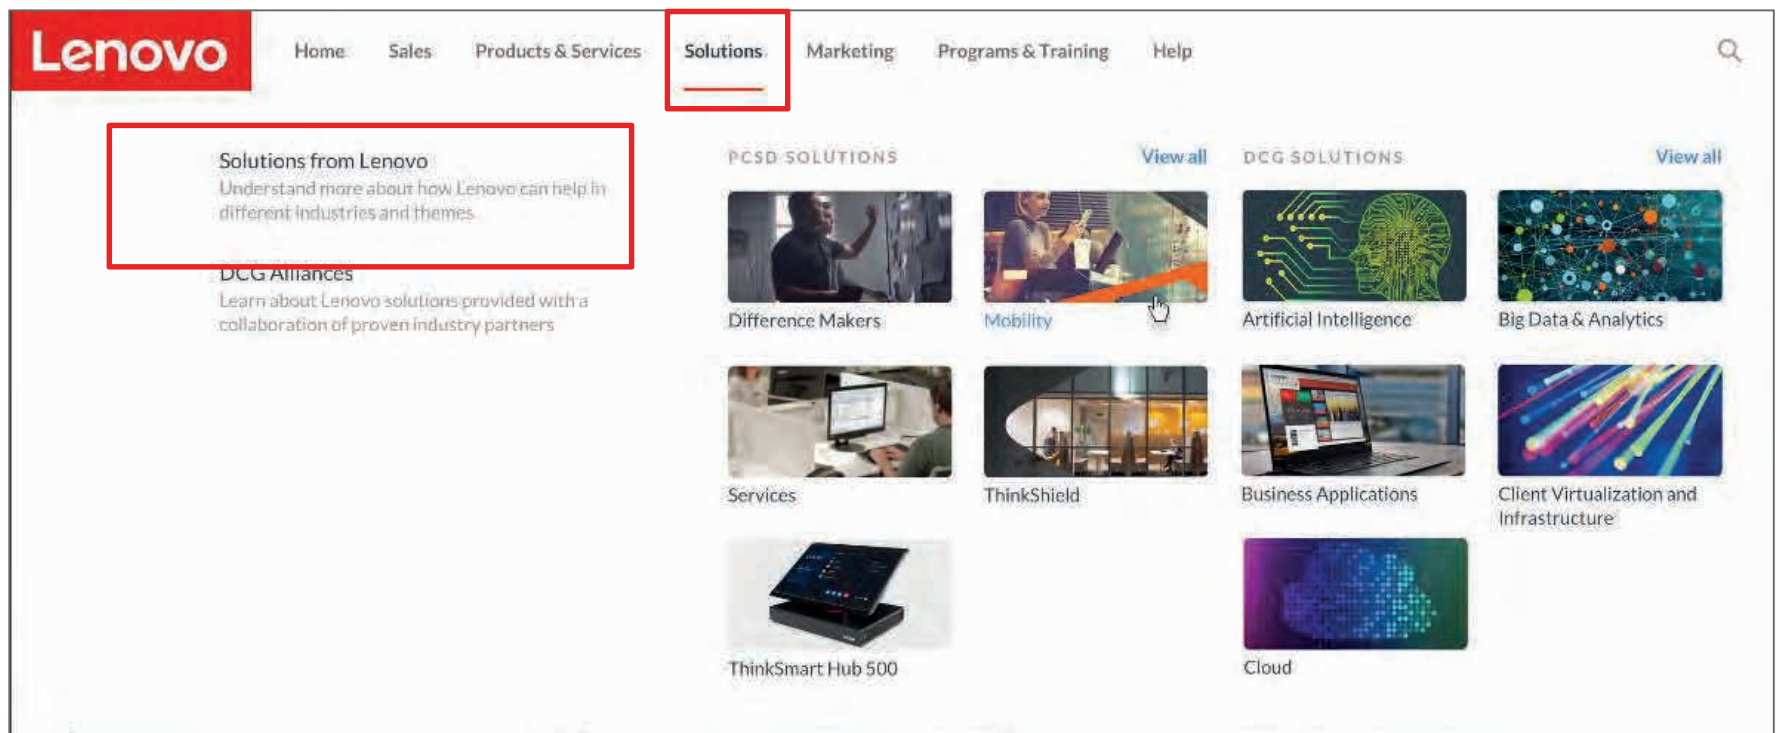 Lenovo
Home Sales Products & Services Solutions Marketing Programs & Training Help
Solutions from Lenovo
Understand more about how Lenovo can help in
different industries and themes
DCG Alliances
Learn about Lenovo solutions provided with a
collaboration of proven industry partners
PCSD SOLUTIONS View all
Difference Makers Mobility
Services ThinkShield
ThinkSmart Hub 500
DCG SOLUTIONS View all
Artificial Intelligence Big Data & Analytics
Business Applications Client Virtualization and
Infrastructure
Cloud